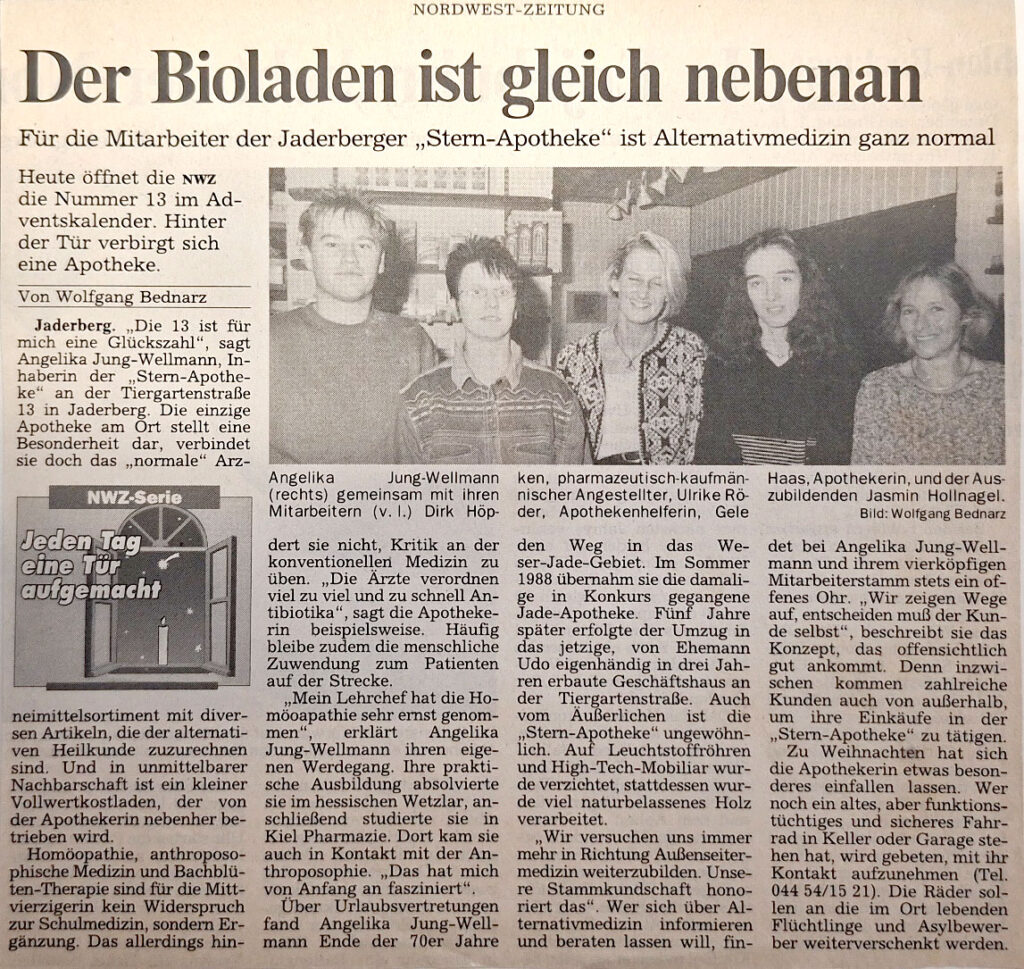 NORDWEST-ZEITUNG
Der Bioladen ist gleich nebenan
Für die Mitarbeiter der Jaderberger „Stern-Apotheke“ ist Alternativmedizin ganz normal
Heute öffnet die NWZ
die Nummer 13 im Ad-
ventskalender. Hinter
der Tür verbirgt sich
eine Apotheke.
Von Wolfgang Bednarz
Jaderberg. „Die 13 ist für
mich eine Glückszahl“, sagt
Angelika Jung-Wellmann, In-
haberin der „Stern-Apothe-
ke“ an der Tiergartenstraße
13 in Jaderberg. Die einzige
Apotheke am Ort stellt eine
Besonderheit dar, verbindet
sie doch das „normale“ Arz-
NWZ-Serie
Jeden Tag
eine Tür
aufgemacht
neimittelsortiment mit diver-
sen Artikeln, die der alternati-
ven Heilkunde zuzurechnen
sind. Und in unmittelbarer
Nachbarschaft ist ein kleiner
Vollwertkostladen, der von
der Apothekerin nebenher be-
trieben wird.
Homöopathie, anthroposo-
phische Medizin und Bachblü-
ten-Therapie sind für die Mitt-
vierzigerin kein Widerspruch
zur Schulmedizin, sondern Er-
gänzung. Das allerdings hin-
Angelika Jung-Wellmann
(rechts) gemeinsam mit ihren
Mitarbeitern (v. l.) Dirk Höp-
ken, pharmazeutisch-kaufmän-
nischer Angestellter, Ulrike Rö-
der, Apothekenhelferin, Gele
Haas, Apothekerin, und der Aus-
zubildenden Jasmin Hollnagel.
Bild: Wolfgang Bednarz
dert sie nicht, Kritik an der
konventionellen Medizin zu
üben. „Die Ärzte verordnen
viel zu viel und zu schnell An-
tibiotika“, sagt die Apotheke-
rin beispielsweise. Häufig
bleibe zudem die menschliche
Zuwendung zum Patienten
auf der Strecke.
„Mein Lehrchef hat die Ho-
möoapathie sehr ernst genom-
men“, erklärt Angelika
Jung-Wellmann ihren eige-
nen Werdegang. Ihre prakti-
sche Ausbildung absolvierte
sie im hessischen Wetzlar, an-
schließend studierte sie in
Kiel Pharmazie. Dort kam sie
auch in Kontakt mit der An-
throposophie. „Das hat mich
von Anfang an fasziniert“.
Über Urlaubsvertretungen
fand Angelika Jung-Well-
mann Ende der 70er Jahre
den Weg in das We-
ser-Jade-Gebiet. Im Sommer
1988 übernahm sie die damali-
ge in Konkurs gegangene
Jade-Apotheke. Fünf Jahre
später erfolgte der Umzug in
das jetzige, von Ehemann
Udo eigenhändig in drei Jah-
ren erbaute Geschäftshaus an
der Tiergartenstraße. Auch
vom Äußerlichen ist die
„Stern-Apotheke“ ungewöhn-
lich. Auf Leuchtstoffröhren
und High-Tech-Mobiliar wur-
de verzichtet, stattdessen wur-
de viel naturbelassenes Holz
verarbeitet.
„Wir versuchen uns immer
mehr in Richtung Außenseiter-
medizin weiterzubilden. Unse-
re Stammkundschaft hono-
riert das“. Wer sich über Al-
ternativmedizin informieren
und beraten lassen will, fin-
det bei Angelika Jung-Well-
mann und ihrem vierköpfigen
Mitarbeiterstamm stets ein of-
fenes Ohr. „Wir zeigen Wege
auf, entscheiden muß der Kun-
de selbst“, beschreibt sie das
Konzept, das offensichtlich
gut ankommt. Denn inzwi-
schen kommen zahlreiche
Kunden auch von außerhalb,
um ihre Einkäufe in der
„Stern-Apotheke“ zu tätigen.
Zu Weihnachten hat sich
die Apothekerin etwas beson-
deres einfallen lassen. Wer
noch ein altes, aber funktions-
tüchtiges und sicheres Fahr-
rad in Keller oder Garage ste-
hen hat, wird gebeten, mit ihr
Kontakt aufzunehmen (Tel.
044 54/15 21). Die Räder sol-
len an die im Ort lebenden
Flüchtlinge und Asylbewer-
ber weiterverschenkt werden.